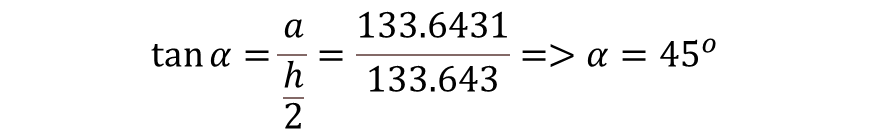 tan α = a / (h/2) = 133.6431 / 133.643 => α = 45°